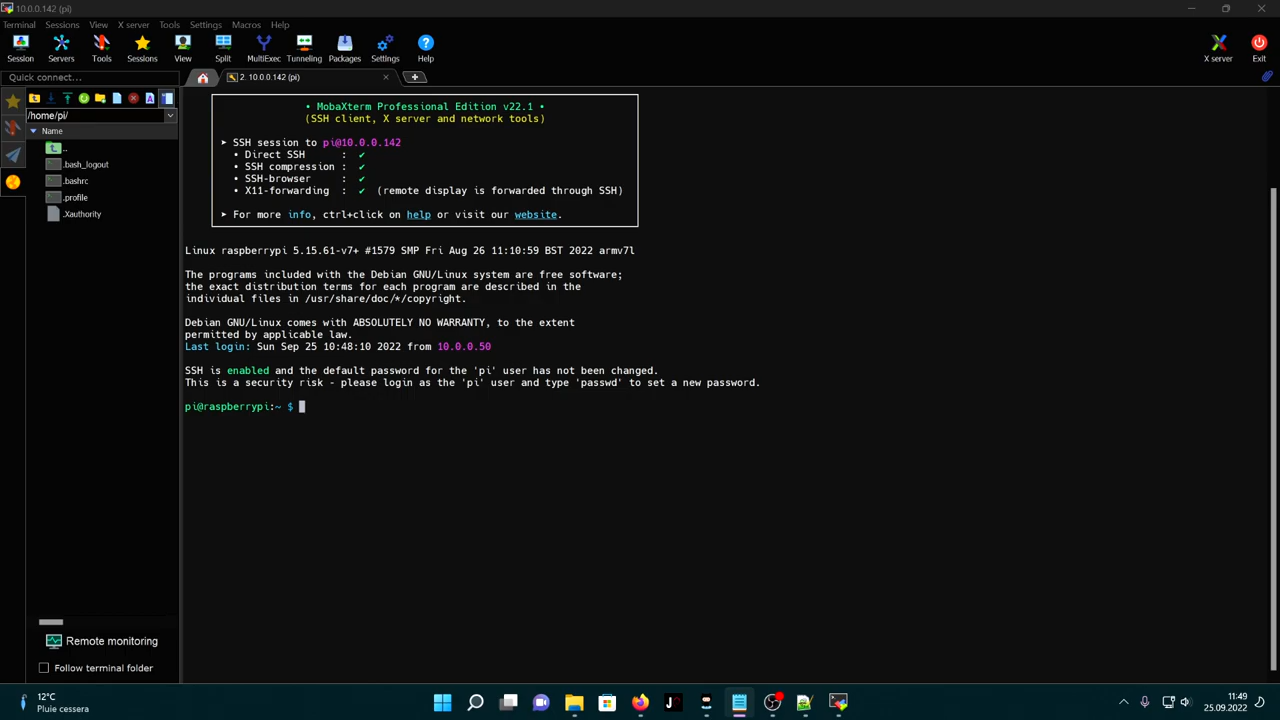 10.0.0.142 (pi)
Terminal Sessions View X server Tools Settings Macros Help
Session Servers Tools Sessions View Split MultiExec Tunneling Packages Settings Help X server Exit
Quick connect...
2. 10.0.0.142 (pi)
/home/pi/
Name
..
.bash_logout
.bashrc
.profile
.Xauthority
• MobaXterm Professional Edition v22.1 •
(SSH client, X server and network tools)
➤ SSH session to pi@10.0.0.142
• Direct SSH : ✔
• SSH compression : ✔
• SSH-browser : ✔
• X11-forwarding : ✔ (remote display is forwarded through SSH)
➤ For more info, ctrl+click on help or visit our website.
Linux raspberrypi 5.15.61-v7+ #1579 SMP Fri Aug 26 11:10:59 BST 2022 armv7l
The programs included with the Debian GNU/Linux system are free software;
the exact distribution terms for each program are described in the
individual files in /usr/share/doc/*/copyright.
Debian GNU/Linux comes with ABSOLUTELY NO WARRANTY, to the extent
permitted by applicable law.
Last login: Sun Sep 25 10:48:10 2022 from 10.0.0.50
SSH is enabled and the default password for the 'pi' user has not been changed.
This is a security risk - please login as the 'pi' user and type 'passwd' to set a new password.
pi@raspberrypi:~ $
Remote monitoring
Follow terminal folder
12°C
Pluie cessera
11:49
25.09.2022